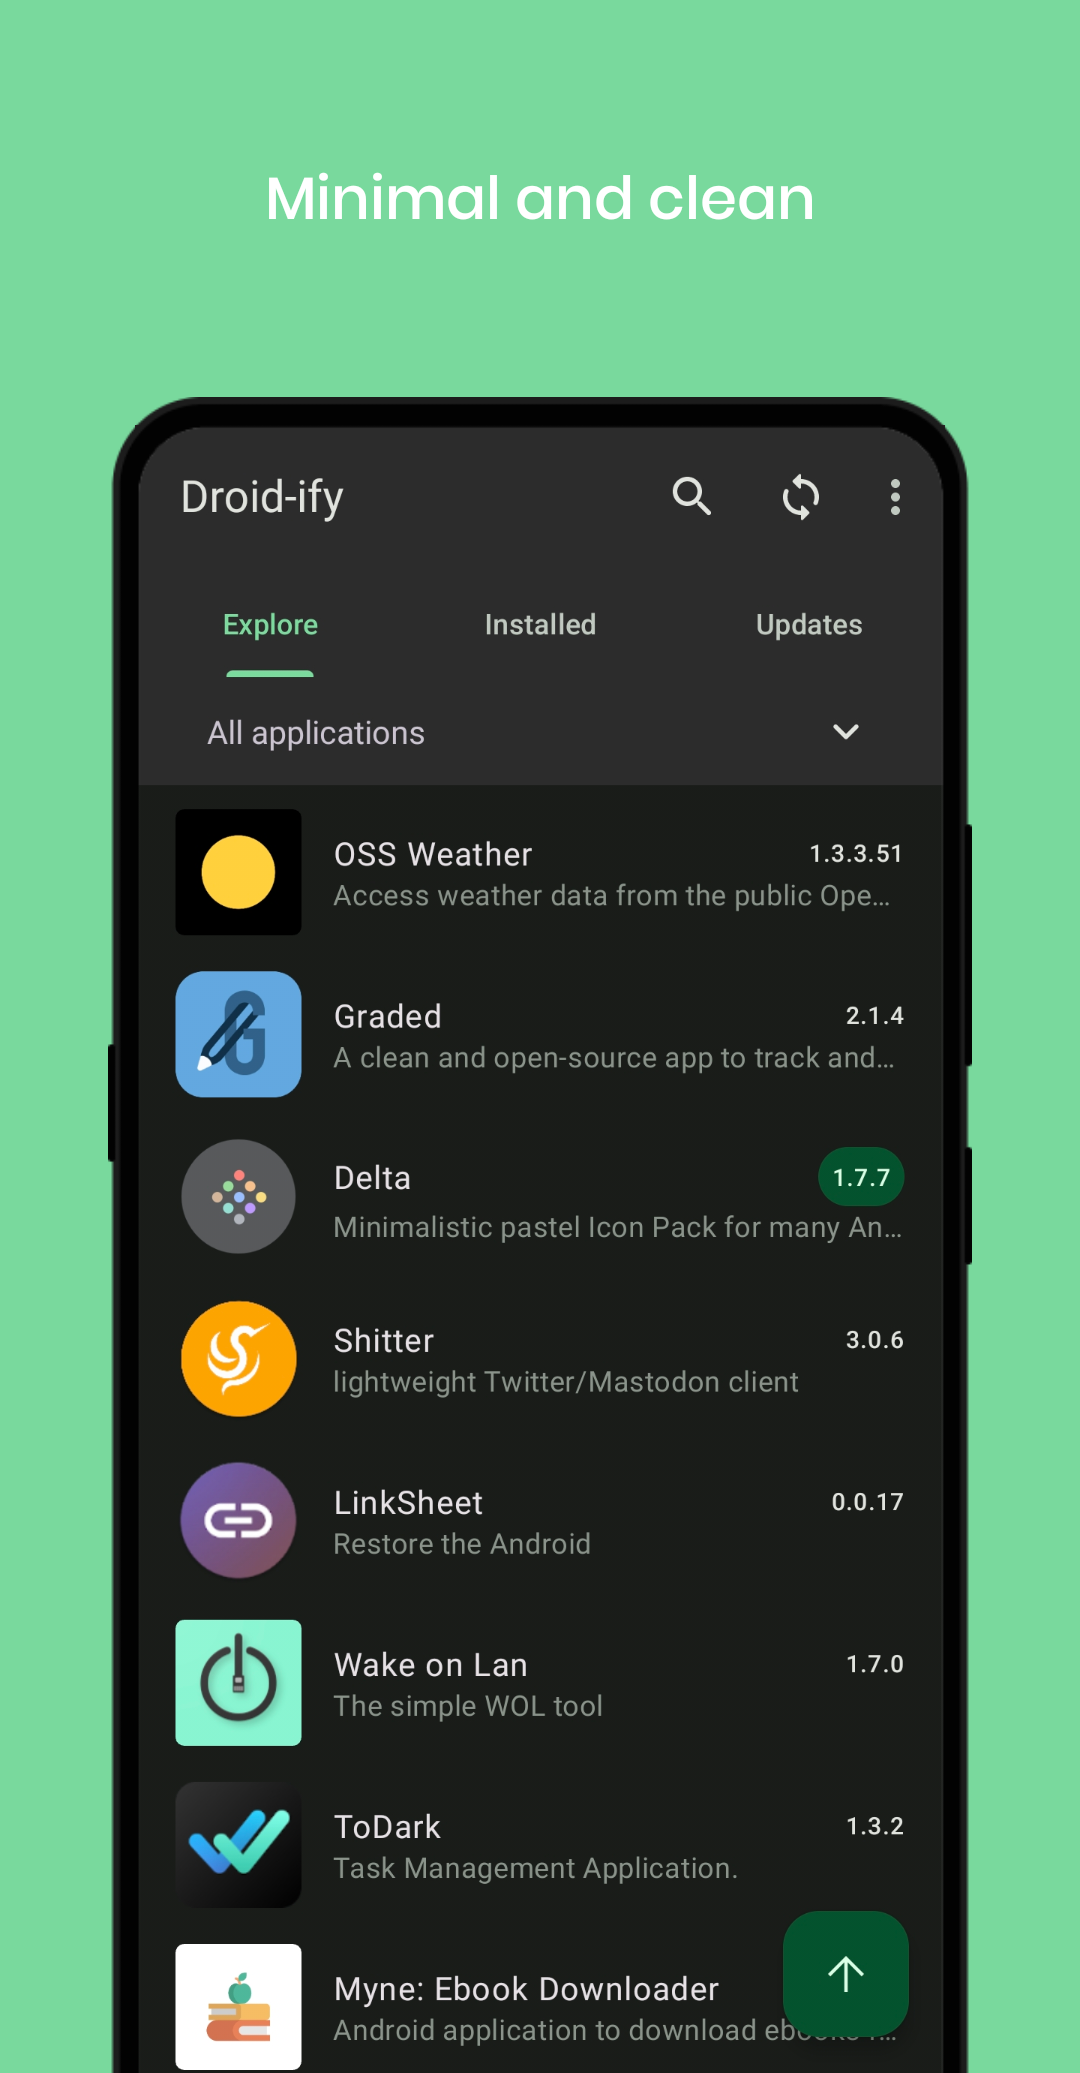 Minimal and clean
Droid-ify
Explore Installed Updates
All applications
OSS Weather 1.3.3.51
Access weather data from the public Ope...
G
Graded 2.1.4
A clean and open-source app to track and...
Delta 1.7.7
Minimalistic pastel Icon Pack for many An...
Shitter 3.0.6
lightweight Twitter/Mastodon client
LinkSheet 0.0.17
Restore the Android
Wake on Lan 1.7.0
The simple WOL tool
ToDark 1.3.2
Task Management Application.
Myne: Ebook Downloader
Android application to download